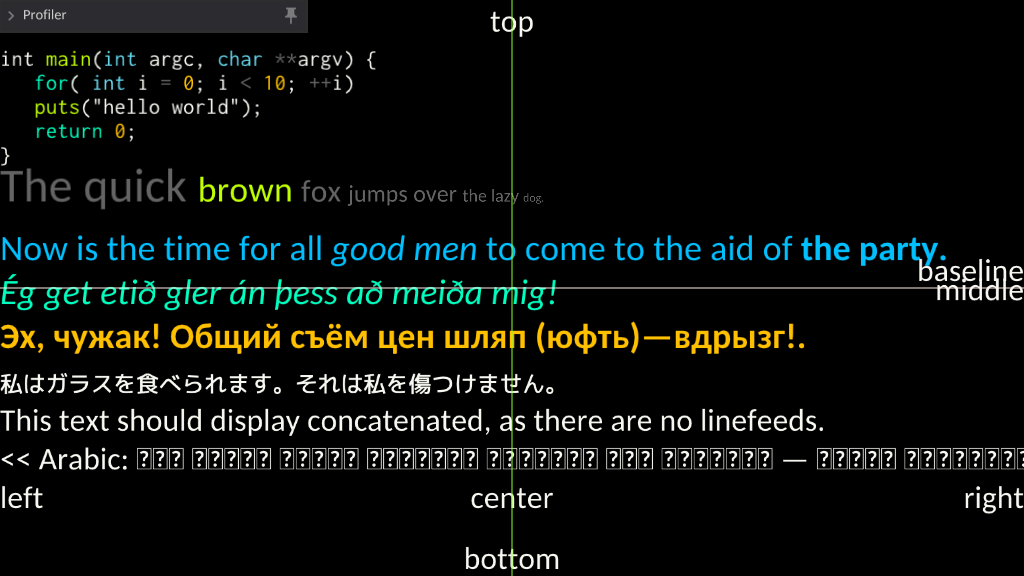 Profiler
top
int main(int argc, char **argv) {
for( int i = 0; i < 10; ++i)
puts("hello world");
return 0;
}
The quick brown fox jumps over the lazy dog.
Now is the time for all good men to come to the aid of the party.
baseline
Ég get etið gler án þess að meiða mig!
middle
Эх, чужак! Общий съём цен шляп (юфть)—вдрызг!.
私はガラスを食べられます。それは私を傷つけません。
This text should display concatenated, as there are no linefeeds.
<< Arabic: —
left center right
bottom